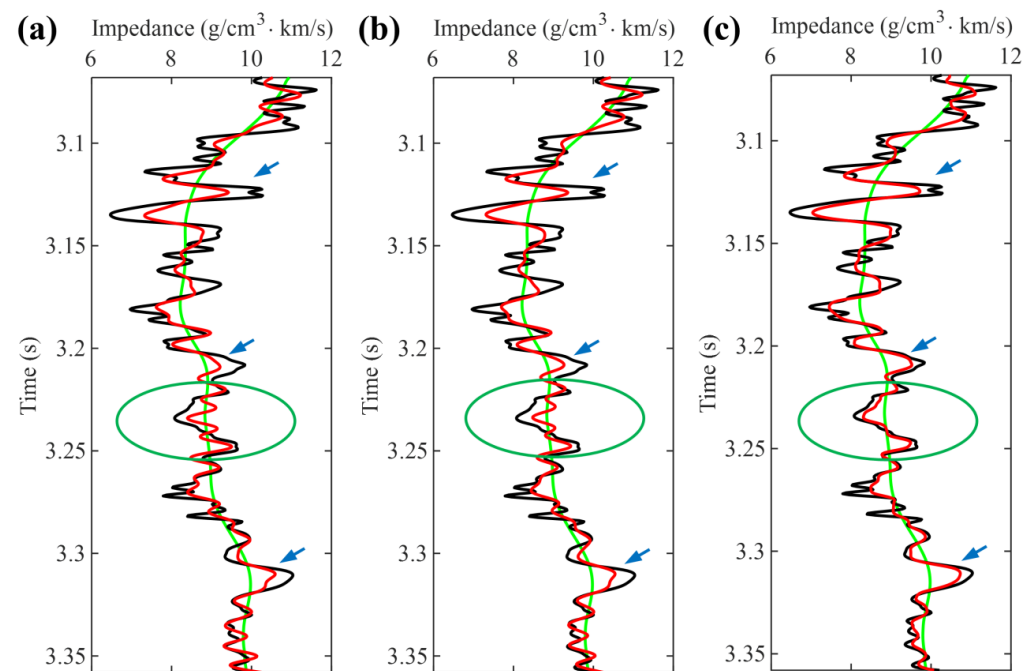 (a) Impedance (g/cm³ · km/s)
6 8 10 12
3.1
3.15
3.2
3.25
3.3
3.35
Time (s)
(b) Impedance (g/cm³ · km/s)
6 8 10 12
3.1
3.15
3.2
3.25
3.3
3.35
Time (s)
(c) Impedance (g/cm³ · km/s)
6 8 10 12
3.1
3.15
3.2
3.25
3.3
3.35
Time (s)